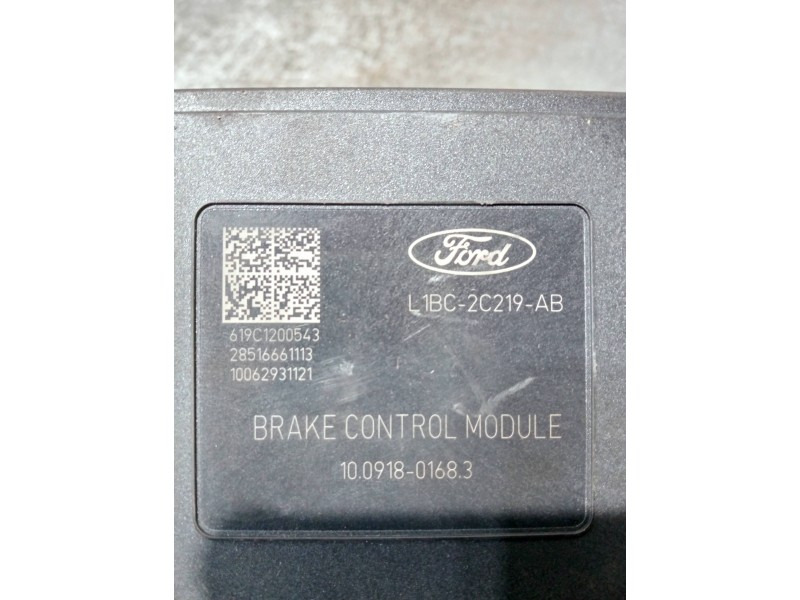 Ford
L1BC-2C219-AB
619C1200543
28516661113
10062931121
BRAKE CONTROL MODULE
10.0918-0168.3